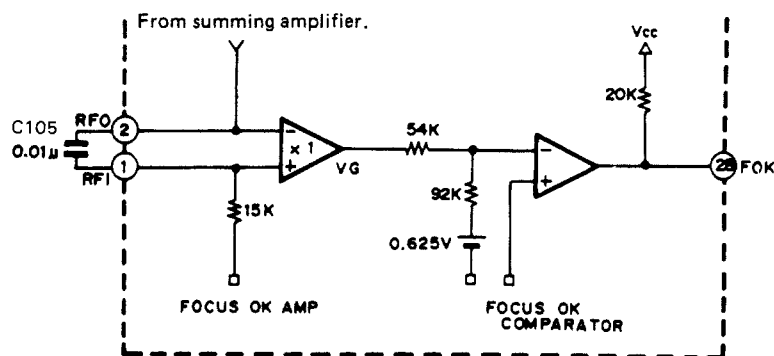 From summing amplifier.
Vcc
20K
C105
0.01μ
RFO
2
1
RFI
−
× 1
+
VG
54K
−
+
28
FOK
15K
92K
0.625V
FOCUS OK AMP
FOCUS OK
COMPARATOR